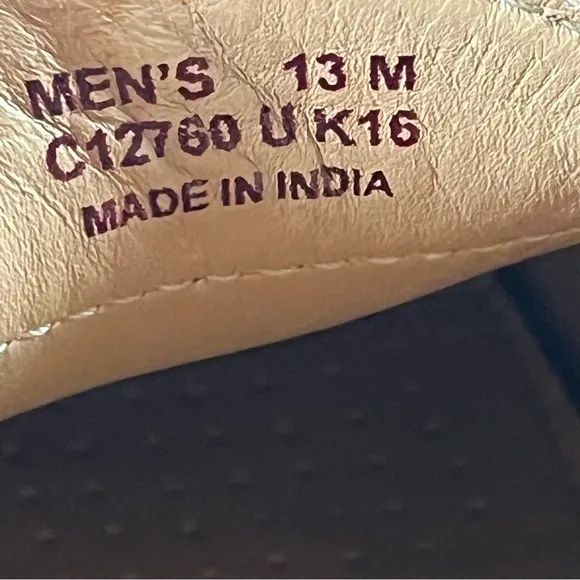 MEN'S 13 M
C12760 U K16
MADE IN INDIA